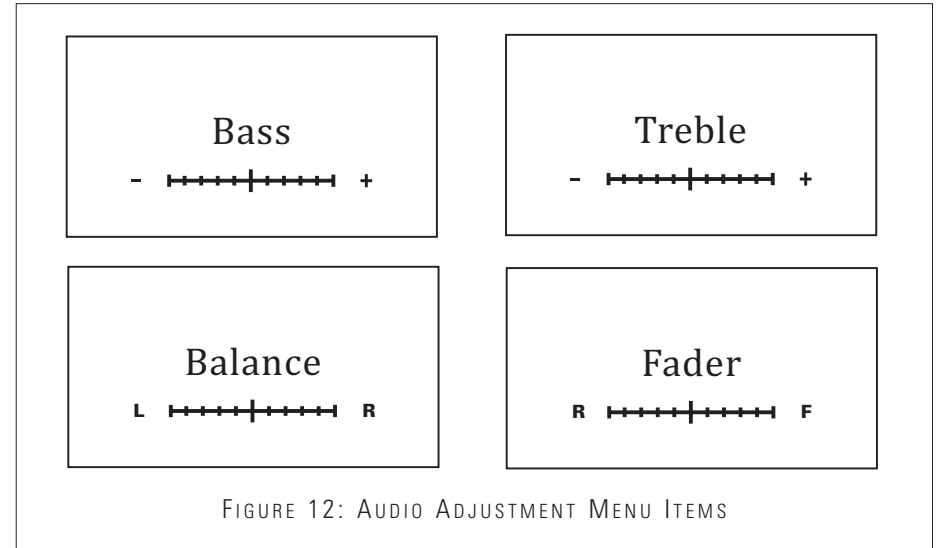 Bass
- +
Treble
- +
Balance
L R
Fader
R F
FIGURE 12: AUDIO ADJUSTMENT MENU ITEMS